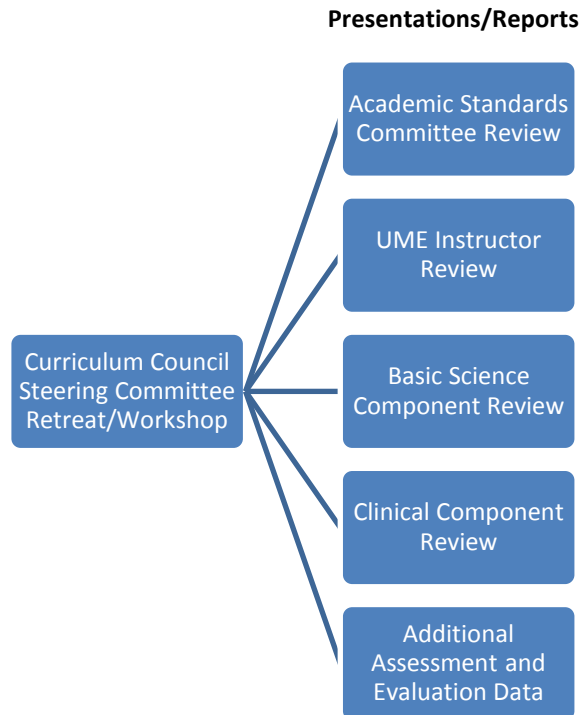 Presentations/Reports
Academic Standards
Committee Review
UME Instructor
Review
Curriculum Council
Steering Committee
Retreat/Workshop
Basic Science
Component Review
Clinical Component
Review
Additional
Assessment and
Evaluation Data